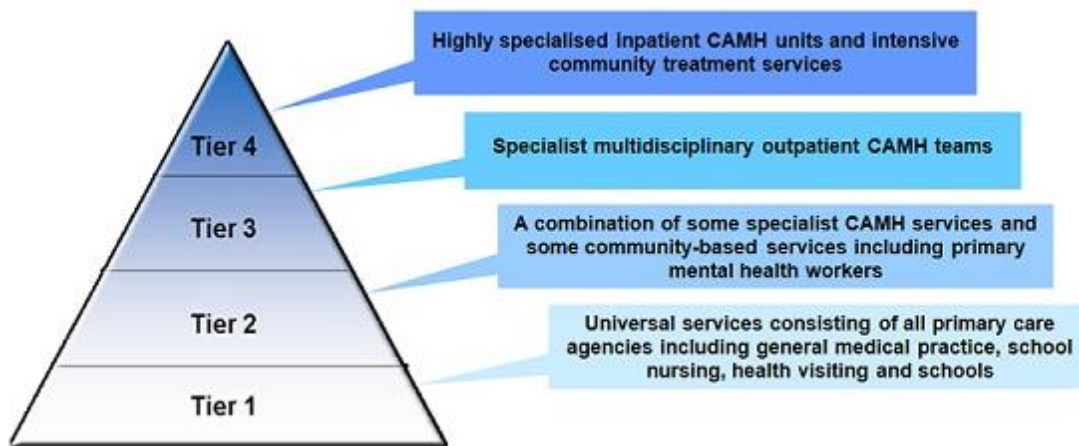 Highly specialised inpatient CAMH units and intensive
community treatment services
Tier 4
Specialist multidisciplinary outpatient CAMH teams
Tier 3
A combination of some specialist CAMH services and
some community-based services including primary
mental health workers
Tier 2
Universal services consisting of all primary care
agencies including general medical practice, school
nursing, health visiting and schools
Tier 1